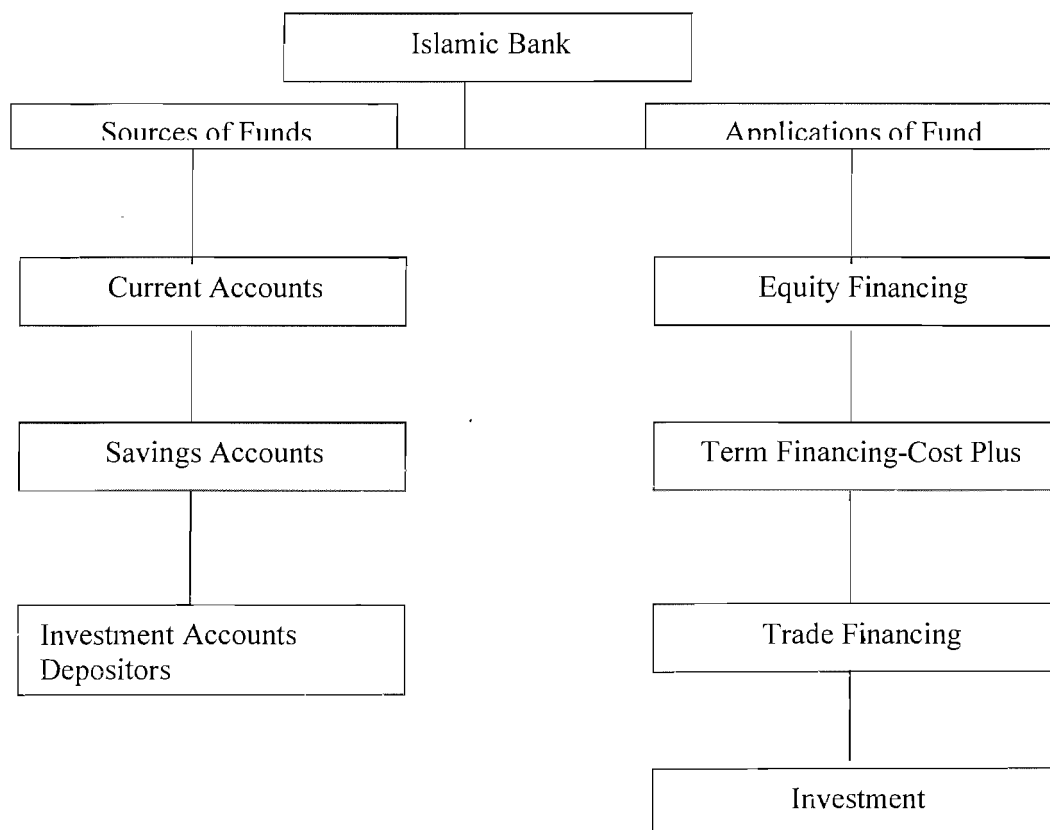 Islamic Bank
Sources of Funds
Applications of Fund
Current Accounts
Equity Financing
Savings Accounts
Term Financing-Cost Plus
Investment Accounts
Depositors
Trade Financing
Investment